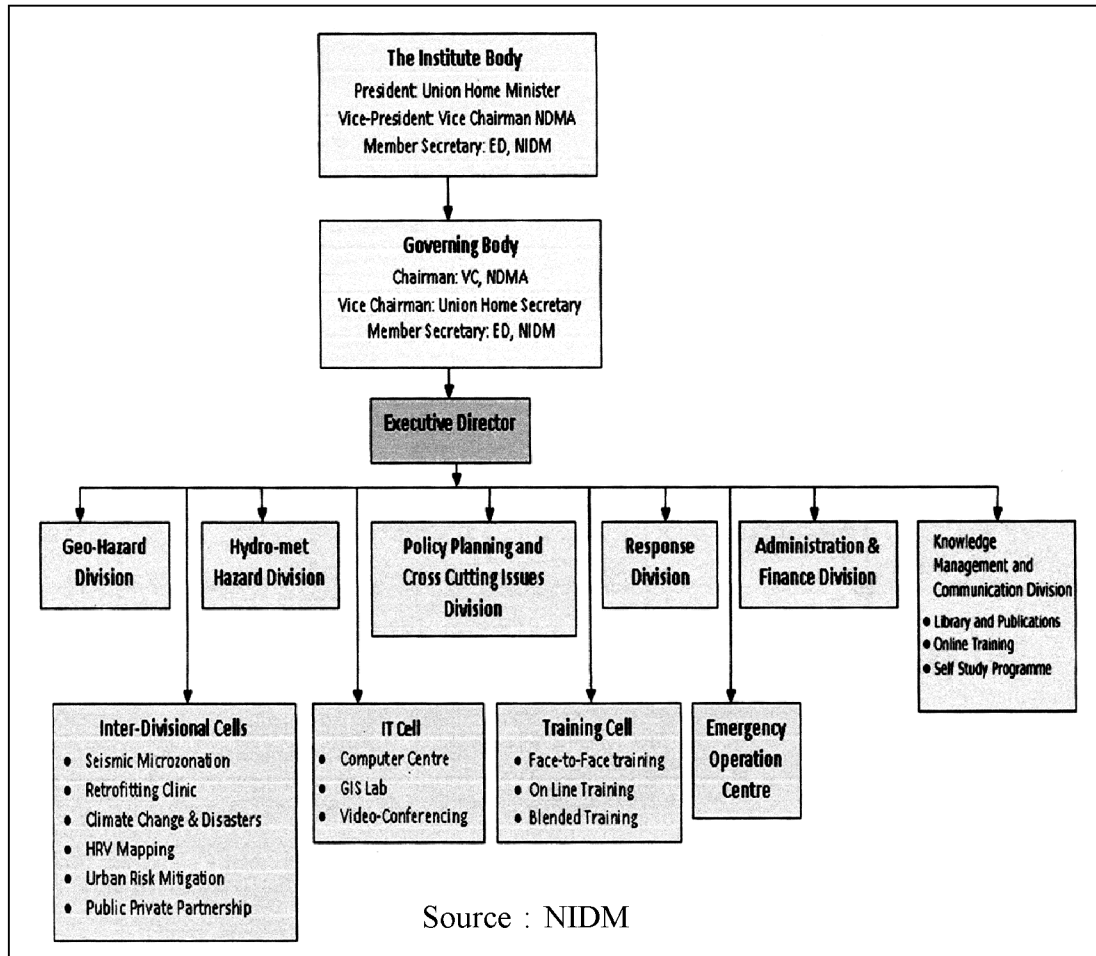 The Institute Body
President: Union Home Minister
Vice-President: Vice Chairman NDMA
Member Secretary: ED, NIDM
Governing Body
Chairman: VC, NDMA
Vice Chairman: Union Home Secretary
Member Secretary: ED, NIDM
Executive Director
Geo-Hazard
Division
Hydro-met
Hazard Division
Policy Planning and
Cross Cutting Issues
Division
Response
Division
Administration &
Finance Division
Knowledge
Management and
Communication Division
● Library and Publications
● Online Training
● Self Study Programme
Inter-Divisional Cells
● Seismic Microzonation
● Retrofitting Clinic
● Climate Change & Disasters
● HRV Mapping
● Urban Risk Mitigation
● Public Private Partnership
IT Cell
● Computer Centre
● GIS Lab
● Video-Conferencing
Training Cell
● Face-to-Face training
● On Line Training
● Blended Training
Emergency
Operation
Centre
Source : NIDM